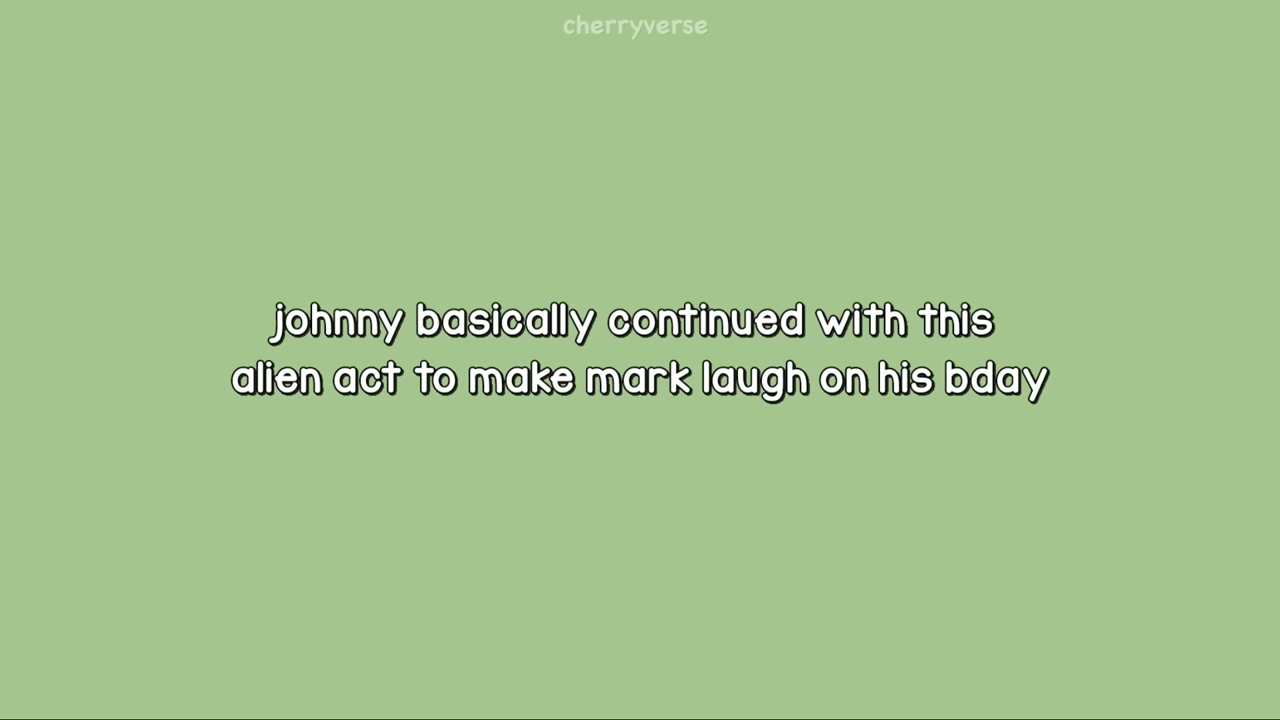 cherryverse
johnny basically continued with this
alien act to make mark laugh on his bday